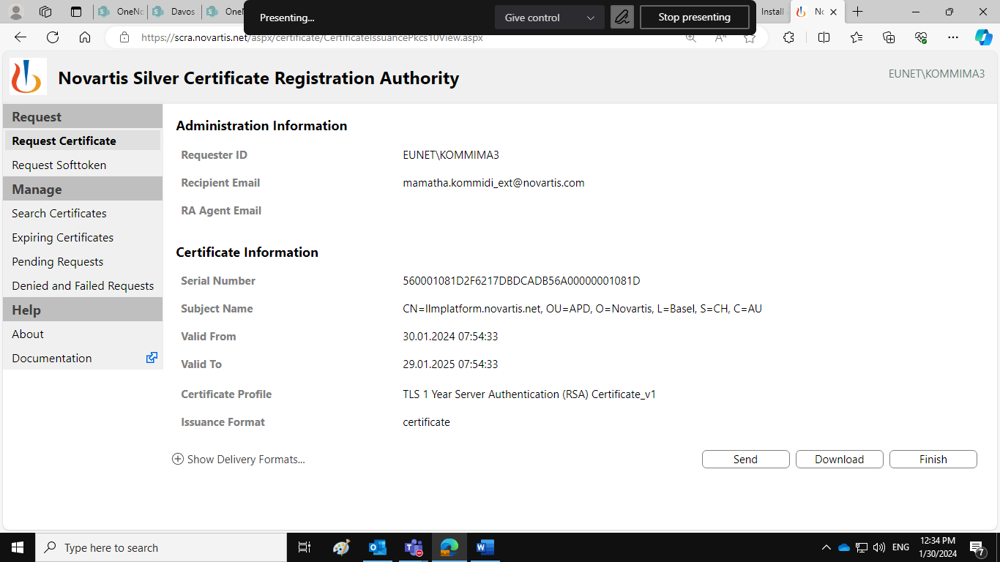 OneNo
Davos
OneN
Presenting...
Give control
Stop presenting
Install
No
https://scra.novartis.net/aspx/certificate/CertificateIssuancePkcs10View.aspx
Novartis Silver Certificate Registration Authority
EUNET\KOMMIMA3
Request
Request Certificate
Request Softtoken
Manage
Search Certificates
Expiring Certificates
Pending Requests
Denied and Failed Requests
Help
About
Documentation
Administration Information
Requester ID EUNET\KOMMIMA3
Recipient Email mamatha.kommidi_ext@novartis.com
RA Agent Email
Certificate Information
Serial Number 560001081D2F6217DBDCADB56A00000001081D
Subject Name CN=llmplatform.novartis.net, OU=APD, O=Novartis, L=Basel, S=CH, C=AU
Valid From 30.01.2024 07:54:33
Valid To 29.01.2025 07:54:33
Certificate Profile TLS 1 Year Server Authentication (RSA) Certificate_v1
Issuance Format certificate
Show Delivery Formats...
Send
Download
Finish
Type here to search
ENG
12:34 PM
1/30/2024
7